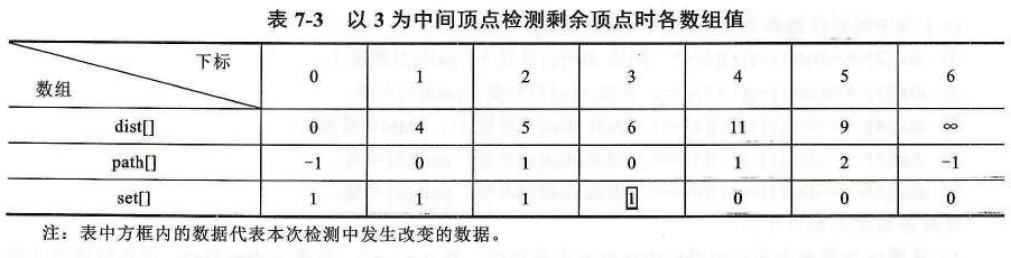 表 7-3 以 3 为中间顶点检测剩余顶点时各数组值
下标
数组
0 1 2 3 4 5 6
dist[] 0 4 5 6 11 9 ∞
path[] -1 0 1 0 1 2 -1
set[] 1 1 1 1 0 0 0
注：表中方框内的数据代表本次检测中发生改变的数据。